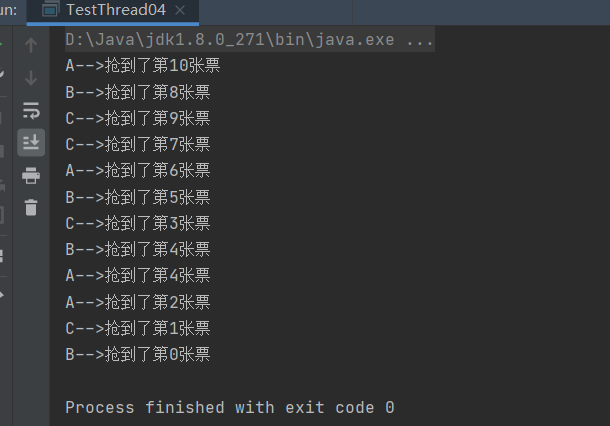 un: TestThread04
D:\Java\jdk1.8.0_271\bin\java.exe ...
A-->抢到了第10张票
B-->抢到了第8张票
C-->抢到了第9张票
C-->抢到了第7张票
A-->抢到了第6张票
B-->抢到了第5张票
C-->抢到了第3张票
B-->抢到了第4张票
A-->抢到了第4张票
A-->抢到了第2张票
C-->抢到了第1张票
B-->抢到了第0张票
Process finished with exit code 0